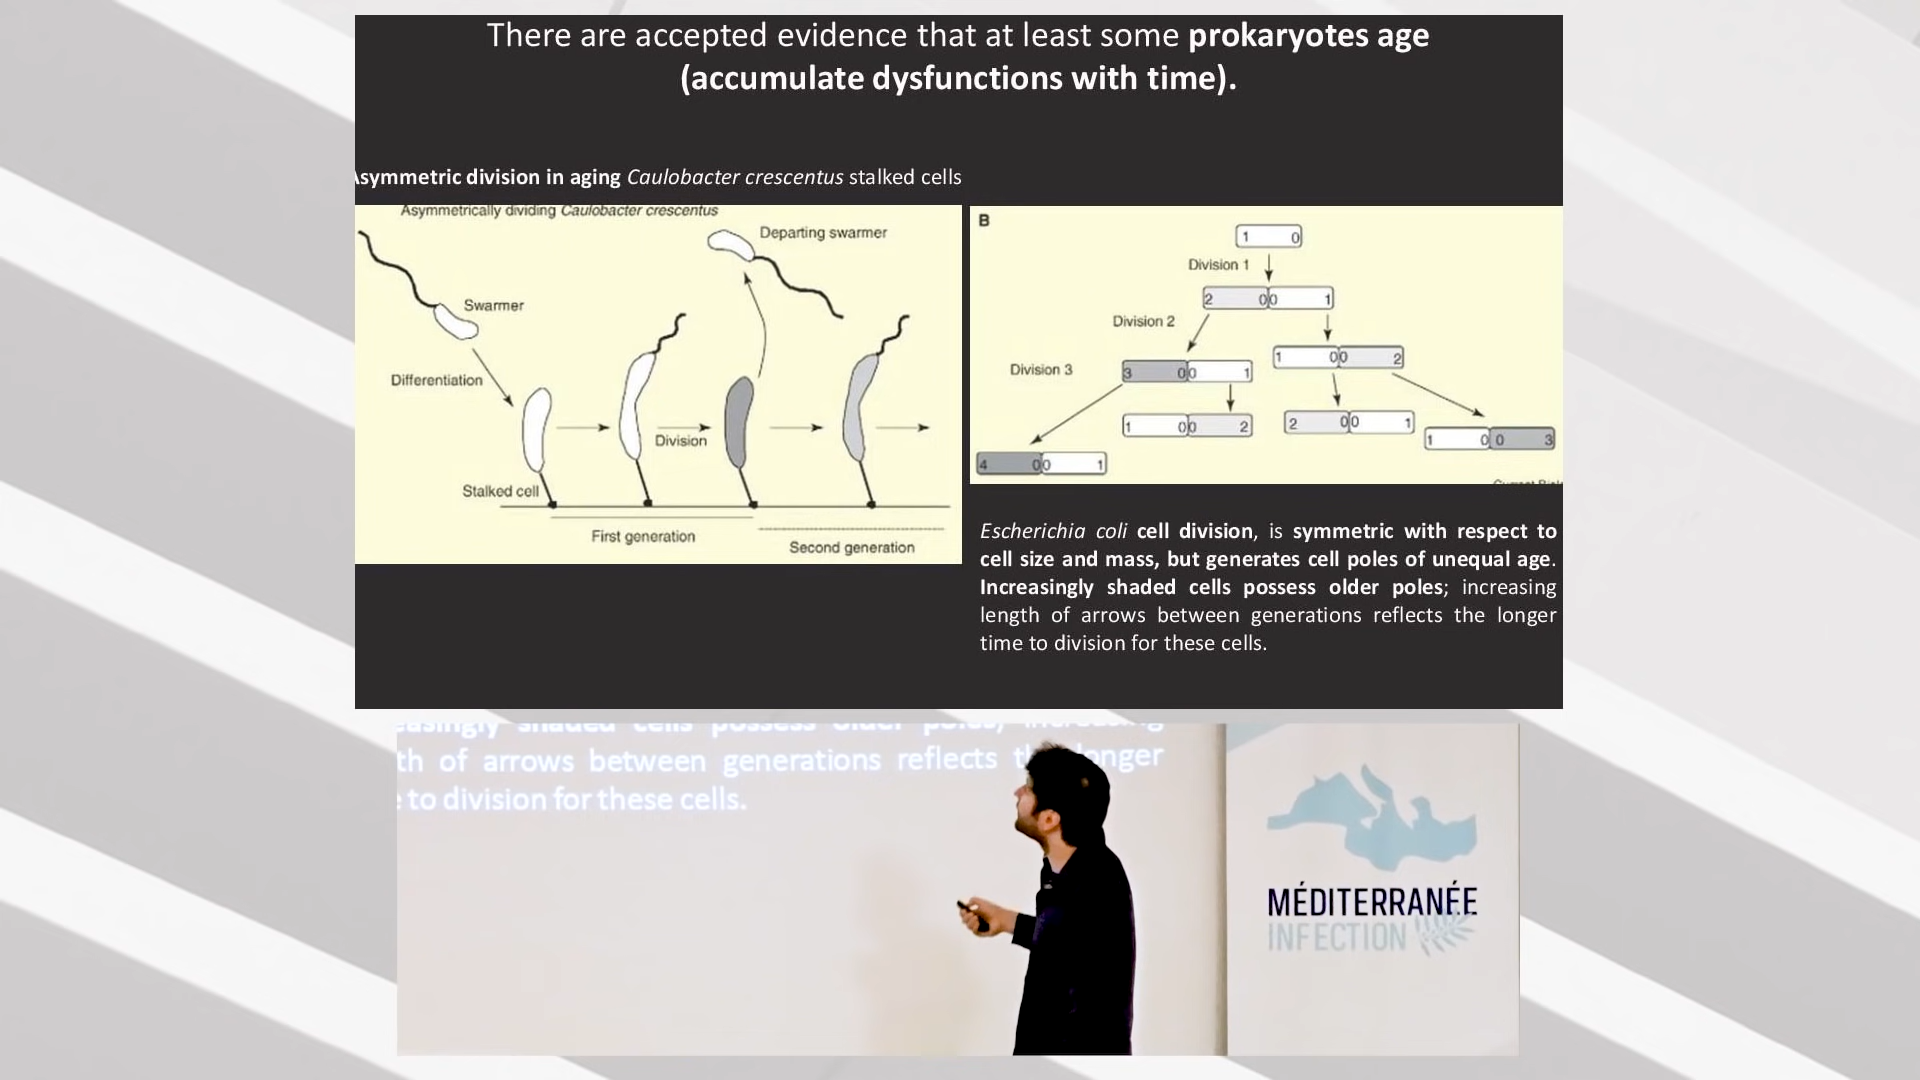 There are accepted evidence that at least some prokaryotes age
(accumulate dysfunctions with time).
Asymmetric division in aging Caulobacter crescentus stalked cells
Asymmetrically dividing Caulobacter crescentus
Departing swarmer
Swarmer
Differentiation
Division
Stalked cell
First generation
Second generation
B
1 0
Division 1
2 0 0 1
Division 2
1 0 0 2
Division 3
3 0 0 1
1 0 0 2
2 0 0 1
1 0 0 3
4 0 0 1
Escherichia coli cell division, is symmetric with respect to
cell size and mass, but generates cell poles of unequal age.
Increasingly shaded cells possess older poles; increasing
length of arrows between generations reflects the longer
time to division for these cells.
shaded cells possess older poles;
th of arrows between generations reflects the longer
to division for these cells.
MÉDITERRANÉE
INFECTION